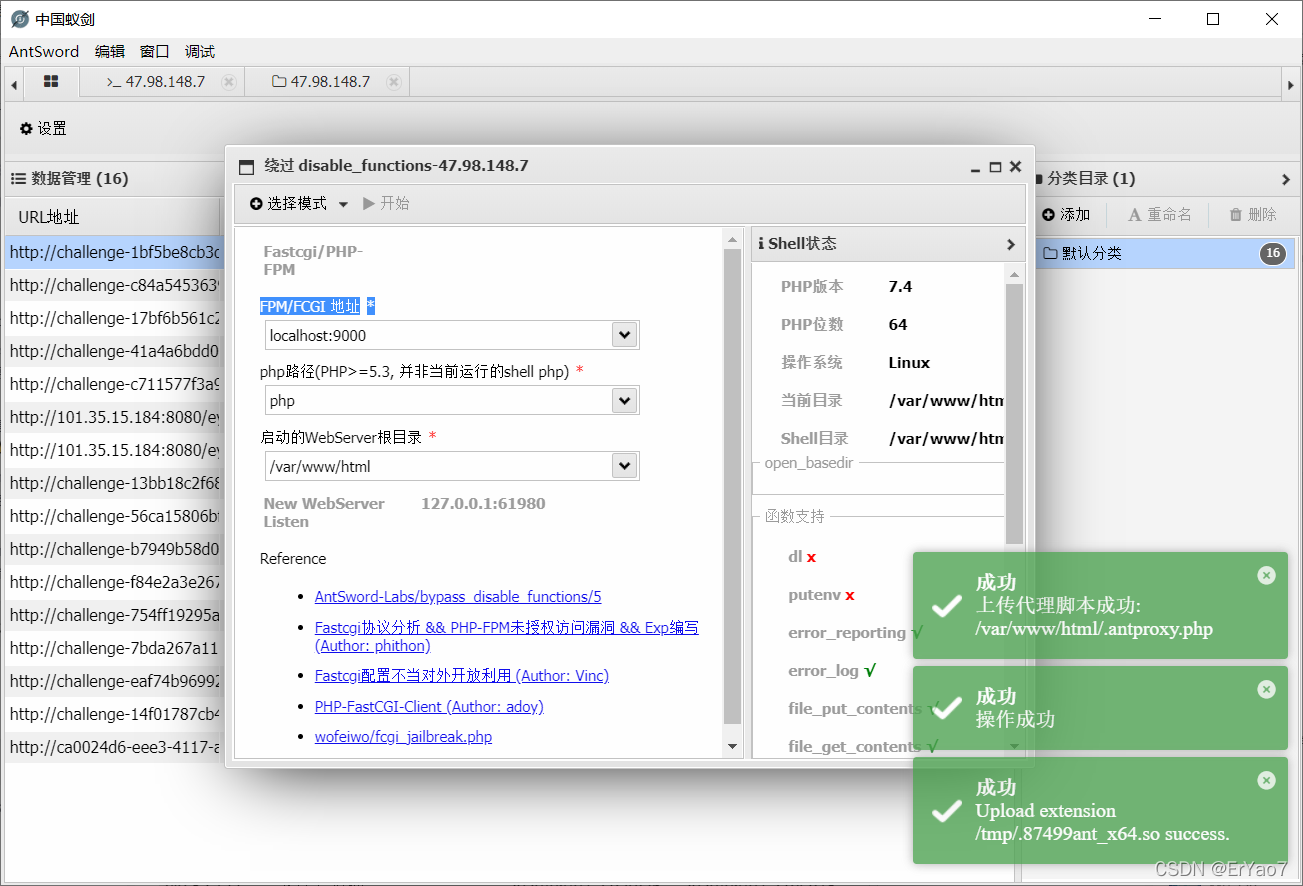 中国蚁剑
AntSword 编辑 窗口 调试
>_ 47.98.148.7
47.98.148.7
设置
数据管理 (16)
URL地址
http://challenge-1bf5be8cb3c
http://challenge-c84a545363
http://challenge-17bf6b561c2
http://challenge-41a4a6bdd0
http://challenge-c711577f3a9
http://101.35.15.184:8080/ey
http://101.35.15.184:8080/ey
http://challenge-13bb18c2f68
http://challenge-56ca15806bf
http://challenge-b7949b58d0
http://challenge-f84e2a3e267
http://challenge-754ff19295a
http://challenge-7bda267a11
http://challenge-eaf74b96992
http://challenge-14f01787cb4
http://ca0024d6-eee3-4117-a
绕过 disable_functions-47.98.148.7
选择模式 开始
Fastcgi/PHP-
FPM
FPM/FCGI 地址 *
localhost:9000
php路径(PHP>=5.3, 并非当前运行的shell php) *
php
启动的WebServer根目录 *
/var/www/html
New WebServer
Listen
127.0.0.1:61980
Reference
AntSword-Labs/bypass_disable_functions/5
Fastcgi协议分析 && PHP-FPM未授权访问漏洞 && Exp编写
(Author: phithon)
Fastcgi配置不当对外开放利用 (Author: Vinc)
PHP-FastCGI-Client (Author: adoy)
wofeiwo/fcgi_jailbreak.php
Shell状态
PHP版本 7.4
PHP位数 64
操作系统 Linux
当前目录 /var/www/htm
Shell目录 /var/www/htm
open_basedir
函数支持
dl x
putenv x
error_reporting √
error_log √
file_put_contents √
file_get_contents √
分类目录 (1)
添加 重命名 删除
默认分类 16
成功
上传代理脚本成功:
/var/www/html/.antproxy.php
成功
操作成功
成功
Upload extension
/tmp/.87499ant_x64.so success.
CSDN @ErYao7